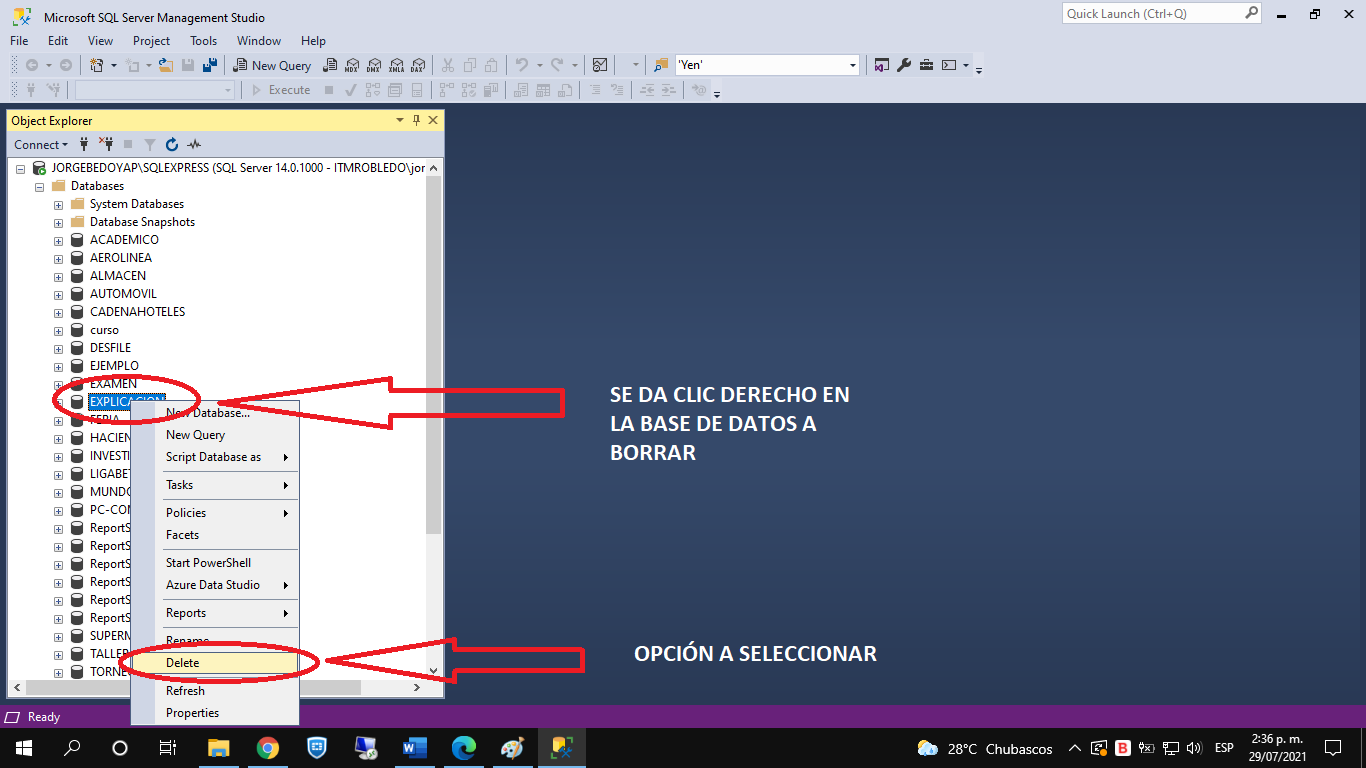 Microsoft SQL Server Management Studio
Quick Launch (Ctrl+Q)
File Edit View Project Tools Window Help
New Query
MDX DMX XMLA DAX
'Yen'
Execute
Object Explorer
Connect
JORGEBEDOYAP\SQLEXPRESS (SQL Server 14.0.1000 - ITMROBLEDO\jor
Databases
System Databases
Database Snapshots
ACADEMICO
AEROLINEA
ALMACEN
AUTOMOVIL
CADENAHOTELES
curso
DESFILE
EJEMPLO
EXAMEN
EXPLICACION
FERIA
HACIEN
INVESTI
LIGABET
MUNDO
PC-COM
ReportS
ReportS
ReportS
ReportS
ReportS
ReportS
SUPERM
TALLER
TORNEO
New Database...
New Query
Script Database as
Tasks
Policies
Facets
Start PowerShell
Azure Data Studio
Reports
Rename
Delete
Refresh
Properties
SE DA CLIC DERECHO EN
LA BASE DE DATOS A
BORRAR
OPCIÓN A SELECCIONAR
Ready
28°C Chubascos
ESP
2:36 p. m.
29/07/2021